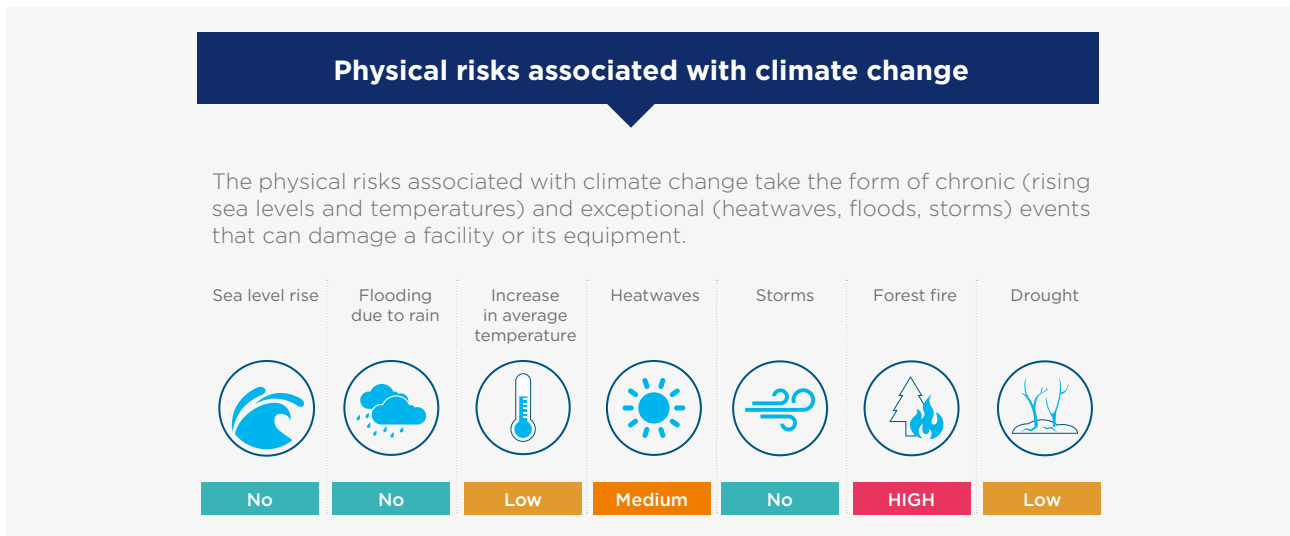 Physical risks associated with climate change
The physical risks associated with climate change take the form of chronic (rising
sea levels and temperatures) and exceptional (heatwaves, floods, storms) events
that can damage a facility or its equipment.
Sea level rise
Flooding
due to rain
Increase
in average
temperature
Heatwaves
Storms
Forest fire
Drought
No
No
Low
Medium
No
HIGH
Low